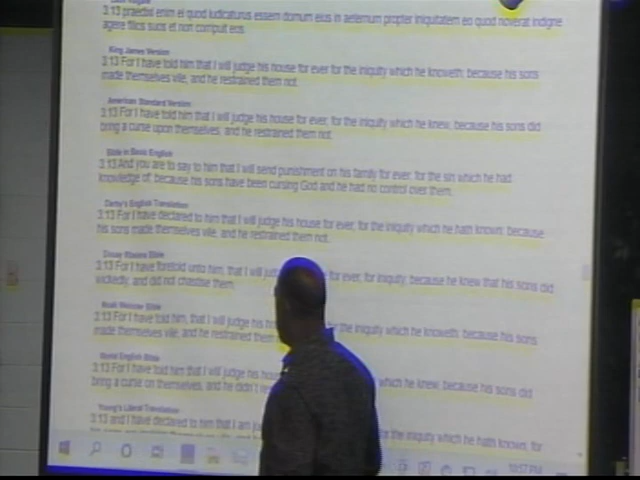 Latin Vulgate
3:13 praedixi enim ei quod iudicaturus essem domum eius in aeternum propter iniquitatem eo quod noverat indigne
agere filios suos et non corripuit eos
King James Version
3:13 For I have told him that I will judge his house for ever for the iniquity which he knoweth; because his sons
made themselves vile, and he restrained them not.
American Standard Version
3:13 For I have told him that I will judge his house for ever, for the iniquity which he knew, because his sons did
bring a curse upon themselves, and he restrained them not.
Bible in Basic English
3:13 And you are to say to him that I will send punishment on his family for ever, for the sin which he had
knowledge of; because his sons have been cursing God and he had no control over them.
Darby's English Translation
3:13 For I have declared to him that I will judge his house for ever, for the iniquity which he hath known; because
his sons made themselves vile, and he restrained them not.
Douay Rheims Bible
3:13 For I have foretold unto him, that I will jud for ever, for iniquity, because he knew that his sons did
wickedly, and did not chastise them.
Noah Webster Bible
3:13 For I have told him, that I will judge his for the iniquity which he knoweth; because his sons
made themselves vile, and he restrained them
World English Bible
3:13 For I have told him that I will judge his hous which he knew, because his sons did
bring a curse on themselves, and he didn't
Young's Literal Translation
3:13 and I have declared to him that I am the iniquity which he hath known, for
10:57 PM